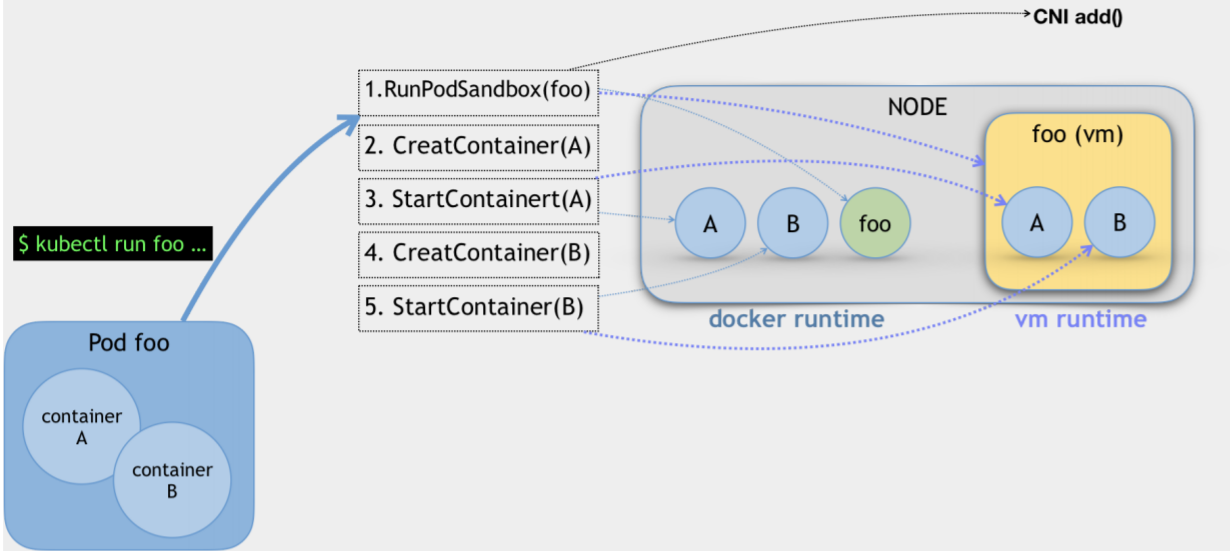 CNI add()
1.RunPodSandbox(foo)
2. CreatContainer(A)
3. StartContainert(A)
4. CreatContainer(B)
5. StartContainer(B)
NODE
foo (vm)
A
B
foo
A
B
docker runtime
vm runtime
$ kubectl run foo ...
Pod foo
container
A
container
B